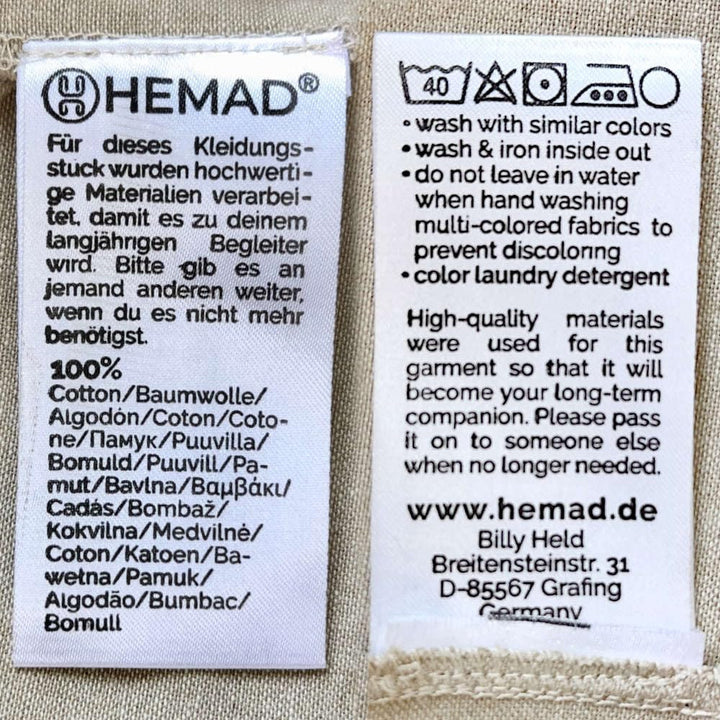 HEMAD®
Für dieses Kleidungs-
stück wurden hochwerti-
ge Materialien verarbei-
tet, damit es zu deinem
langjährigen Begleiter
wird. Bitte gib es an
jemand anderen weiter,
wenn du es nicht mehr
benötigst.
100%
Cotton/Baumwolle/
Algodón/Coton/Coto-
ne/Памук/Puuvilla/
Bomuld/Puuvill/Pa-
mut/Bavlna/Βαμβάκι/
Cadás/Bombaž/
Kokvilna/Medvilnė/
Coton/Katoen/Ba-
wełna/Pamuk/
Algodão/Bumbac/
Bomull
40
• wash with similar colors
• wash & iron inside out
• do not leave in water
when hand washing
multi-colored fabrics to
prevent discoloring
• color laundry detergent
High-quality materials
were used for this
garment so that it will
become your long-term
companion. Please pass
it on to someone else
when no longer needed.
www.hemad.de
Billy Held
Breitensteinstr. 31
D-85567 Grafing
Germany